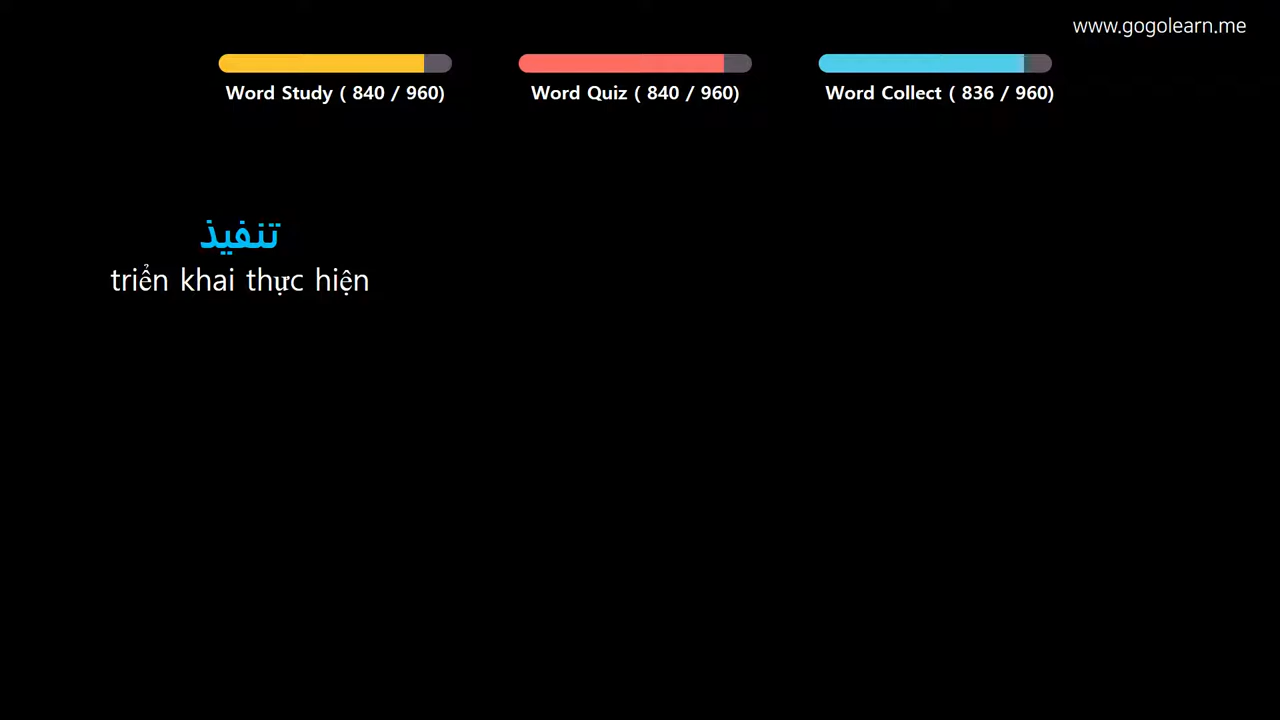 www.gogolearn.me
Word Study ( 840 / 960)
Word Quiz ( 840 / 960)
Word Collect ( 836 / 960)
تنفيذ
triển khai thực hiện